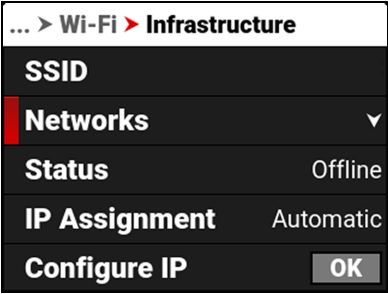 ... > Wi-Fi > Infrastructure
SSID
Networks
Status Offline
IP Assignment Automatic
Configure IP OK